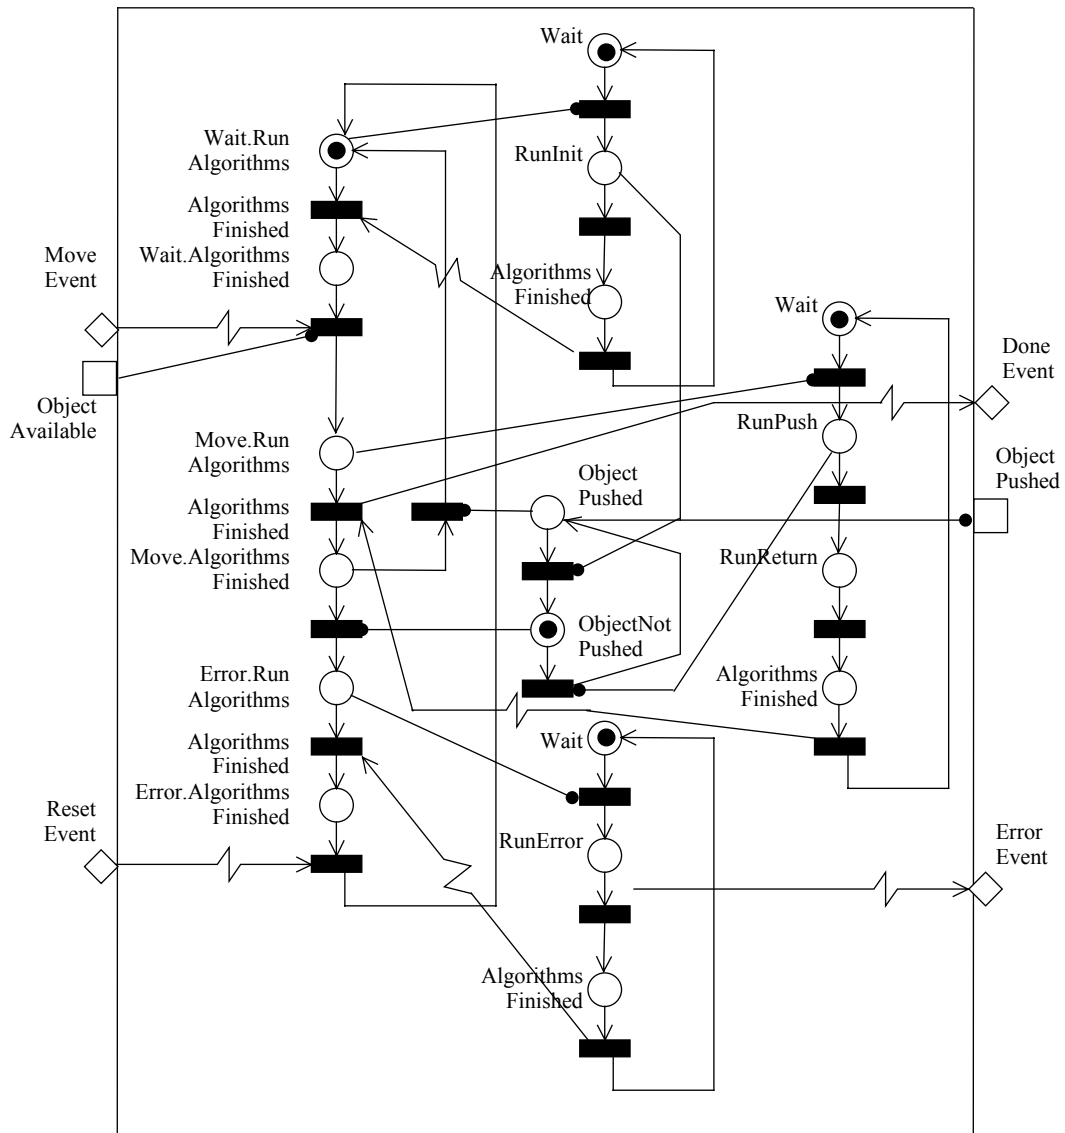 Wait
Wait.Run
Algorithms
RunInit
Algorithms
Finished
Move
Event
Wait.Algorithms
Finished
Algorithms
Finished
Wait
Done
Event
Object
Available
Move.Run
Algorithms
RunPush
Object
Pushed
Object
Pushed
Algorithms
Finished
Move.Algorithms
Finished
RunReturn
ObjectNot
Pushed
Error.Run
Algorithms
Algorithms
Finished
Wait
Algorithms
Finished
Error.Algorithms
Finished
Reset
Event
RunError
Error
Event
Algorithms
Finished